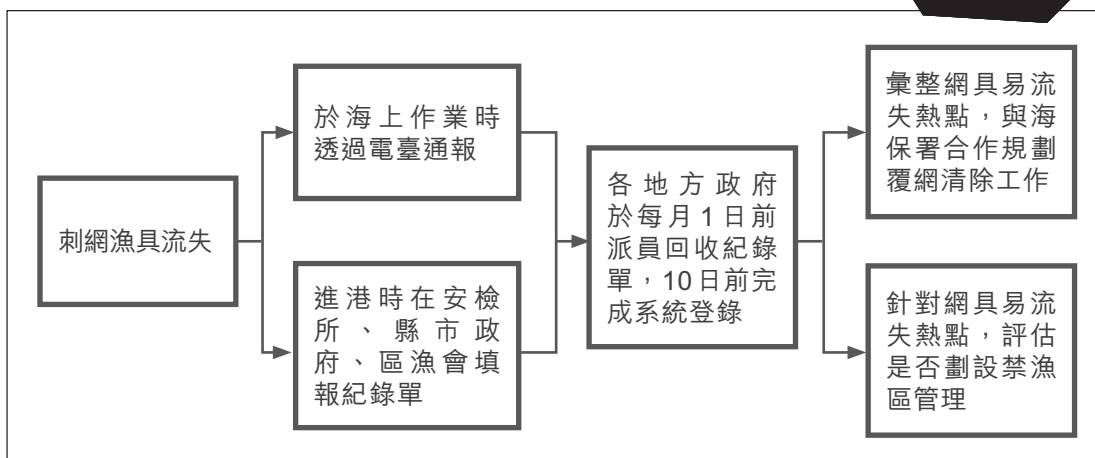 刺網漁具流失
於海上作業時
透過電臺通報
進港時在安檢
所、縣市政
府、區漁會填
報紀錄單
各地方政府
於每月1日前
派員回收紀錄
單，10日前完
成系統登錄
彙整網具易流
失熱點，與海
保署合作規劃
覆網清除工作
針對網具易流
失熱點，評估
是否劃設禁漁
區管理